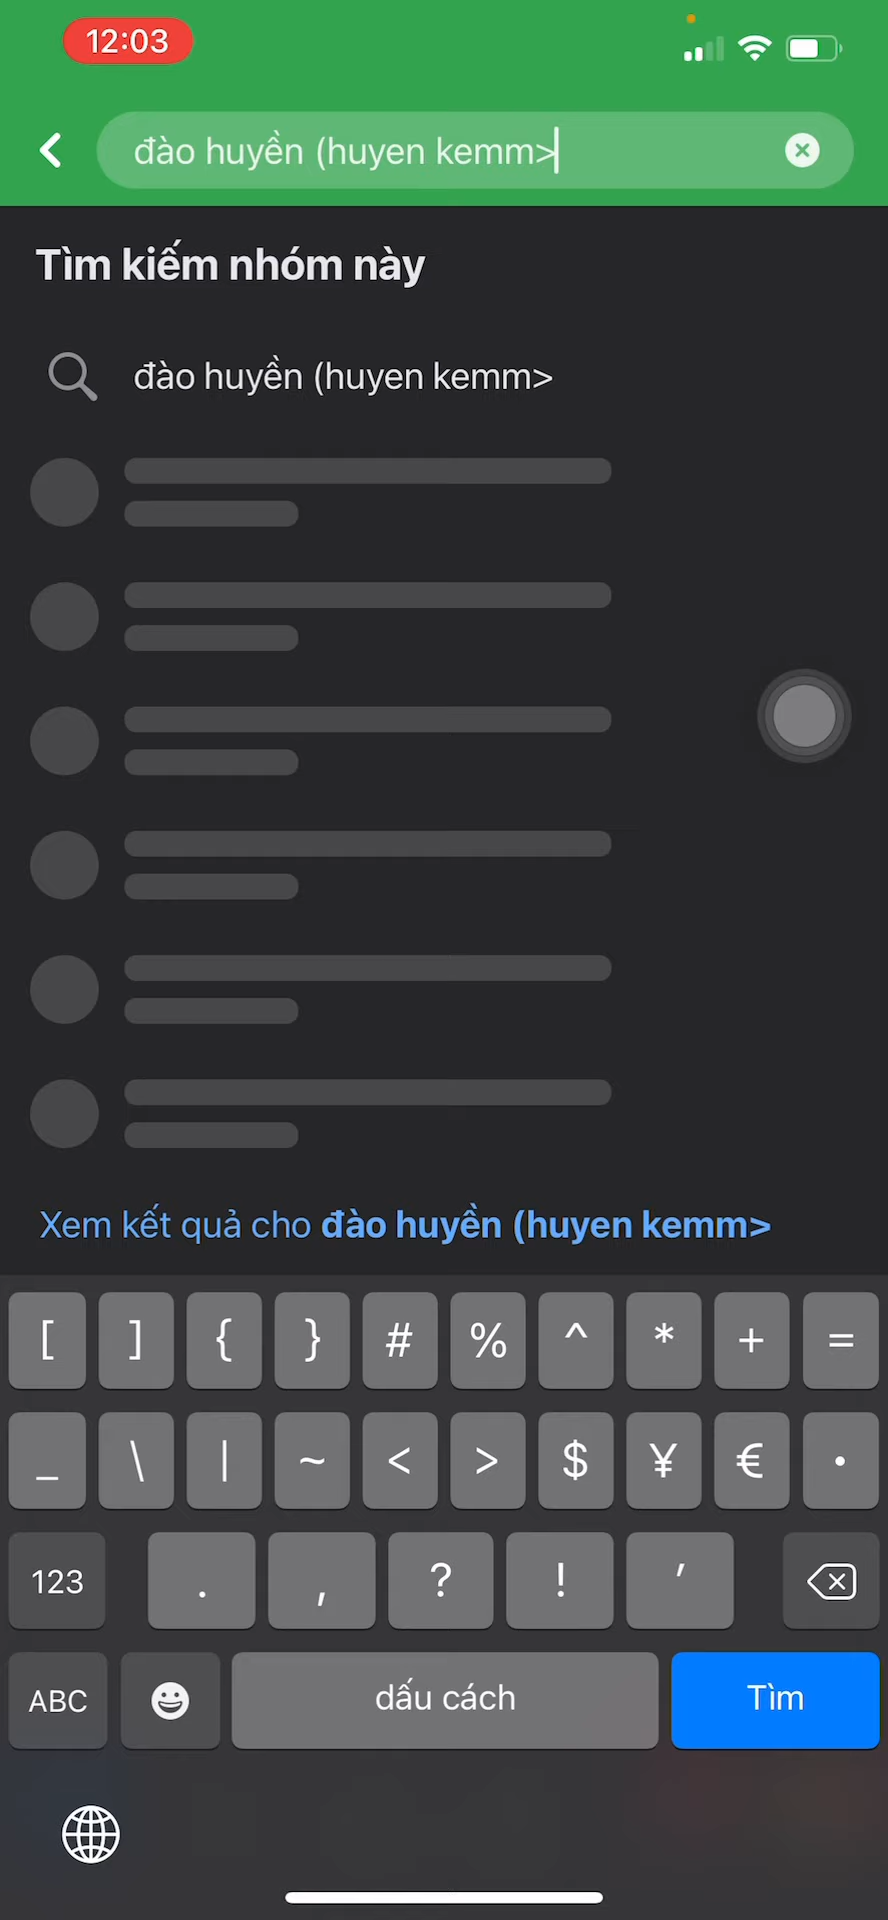 12:03
đào huyền (huyen kemm>
Tìm kiếm nhóm này
đào huyền (huyen kemm>
Xem kết quả cho đào huyền (huyen kemm>
[ ] { } # % ^ * + =
_ \ | ~ < > $ ¥ € •
123 . , ? ! ′
ABC dấu cách Tìm